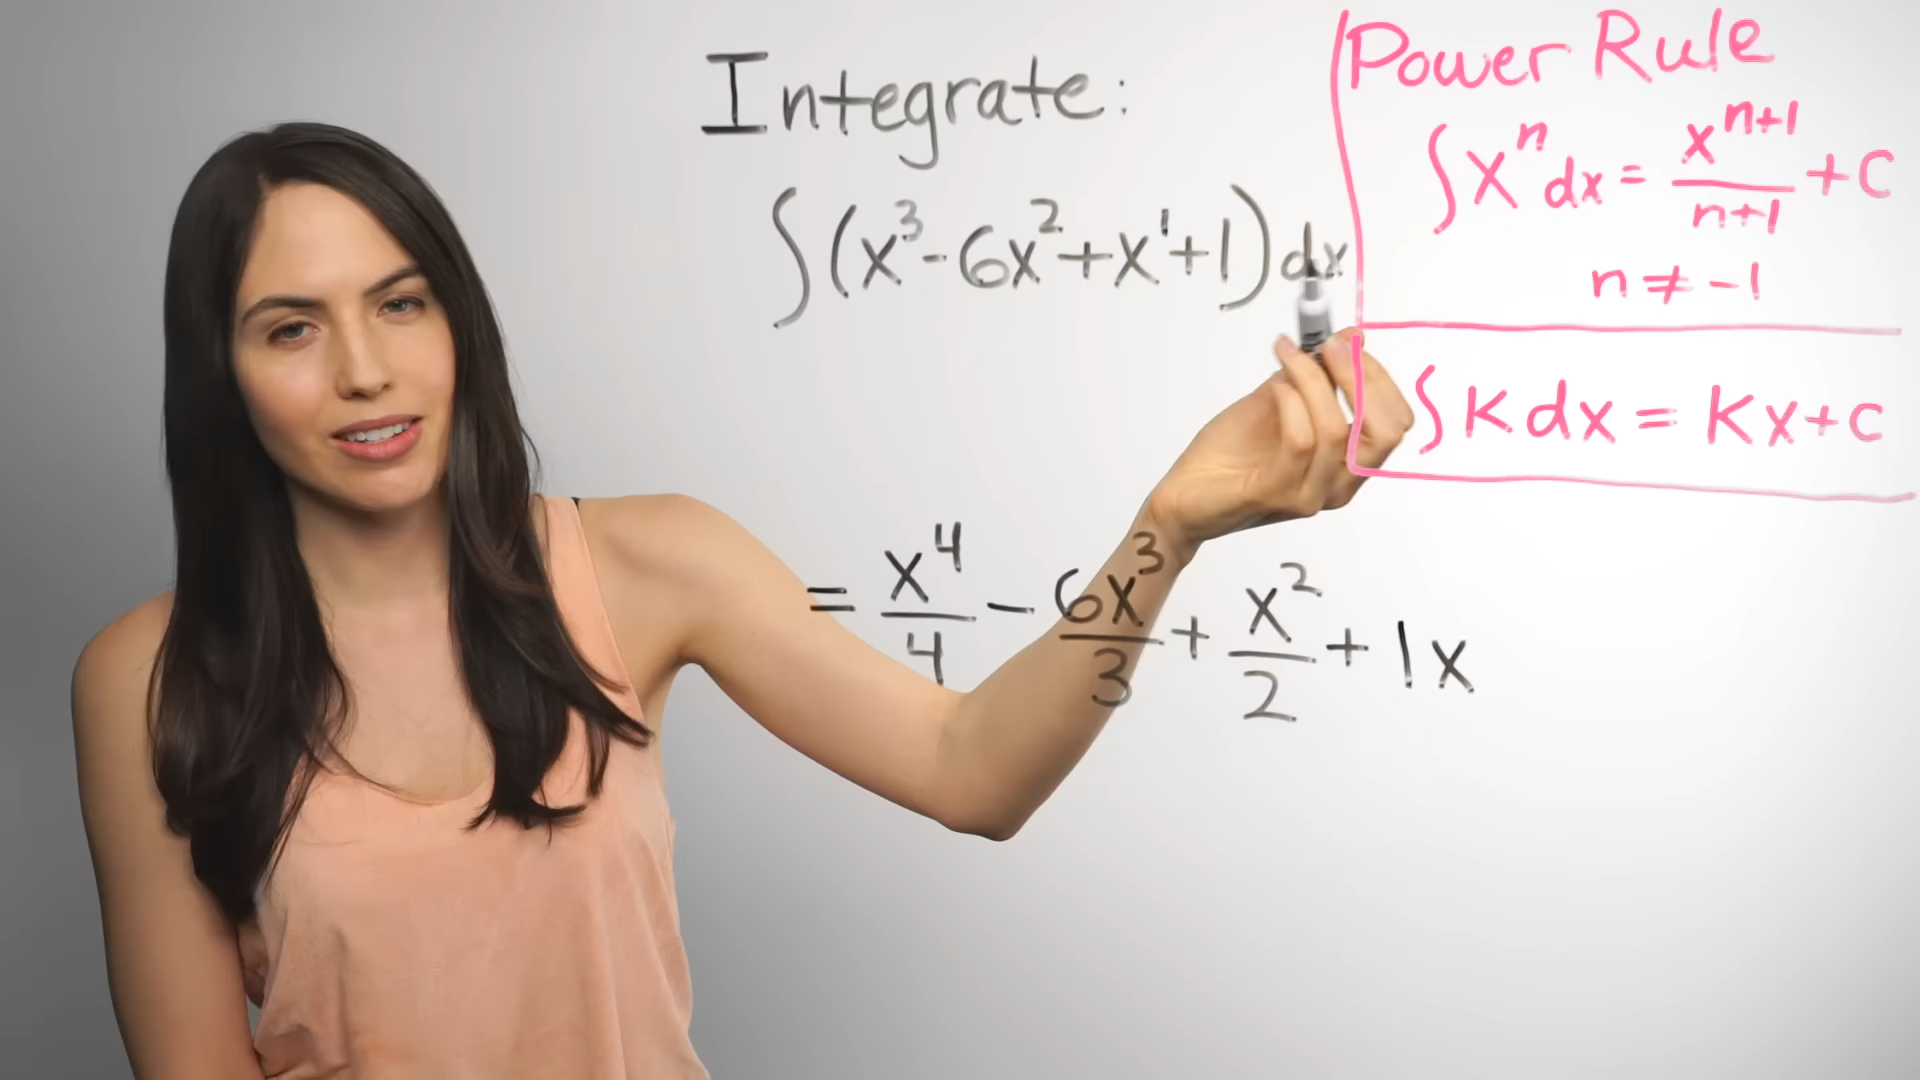 Integrate:
∫(x³-6x²+x¹+1)dx
= x⁴/4 - 6x³/3 + x²/2 + 1x
Power Rule
∫xⁿdx = xⁿ⁺¹/n+1 + C
n ≠ -1
∫K dx = Kx+C